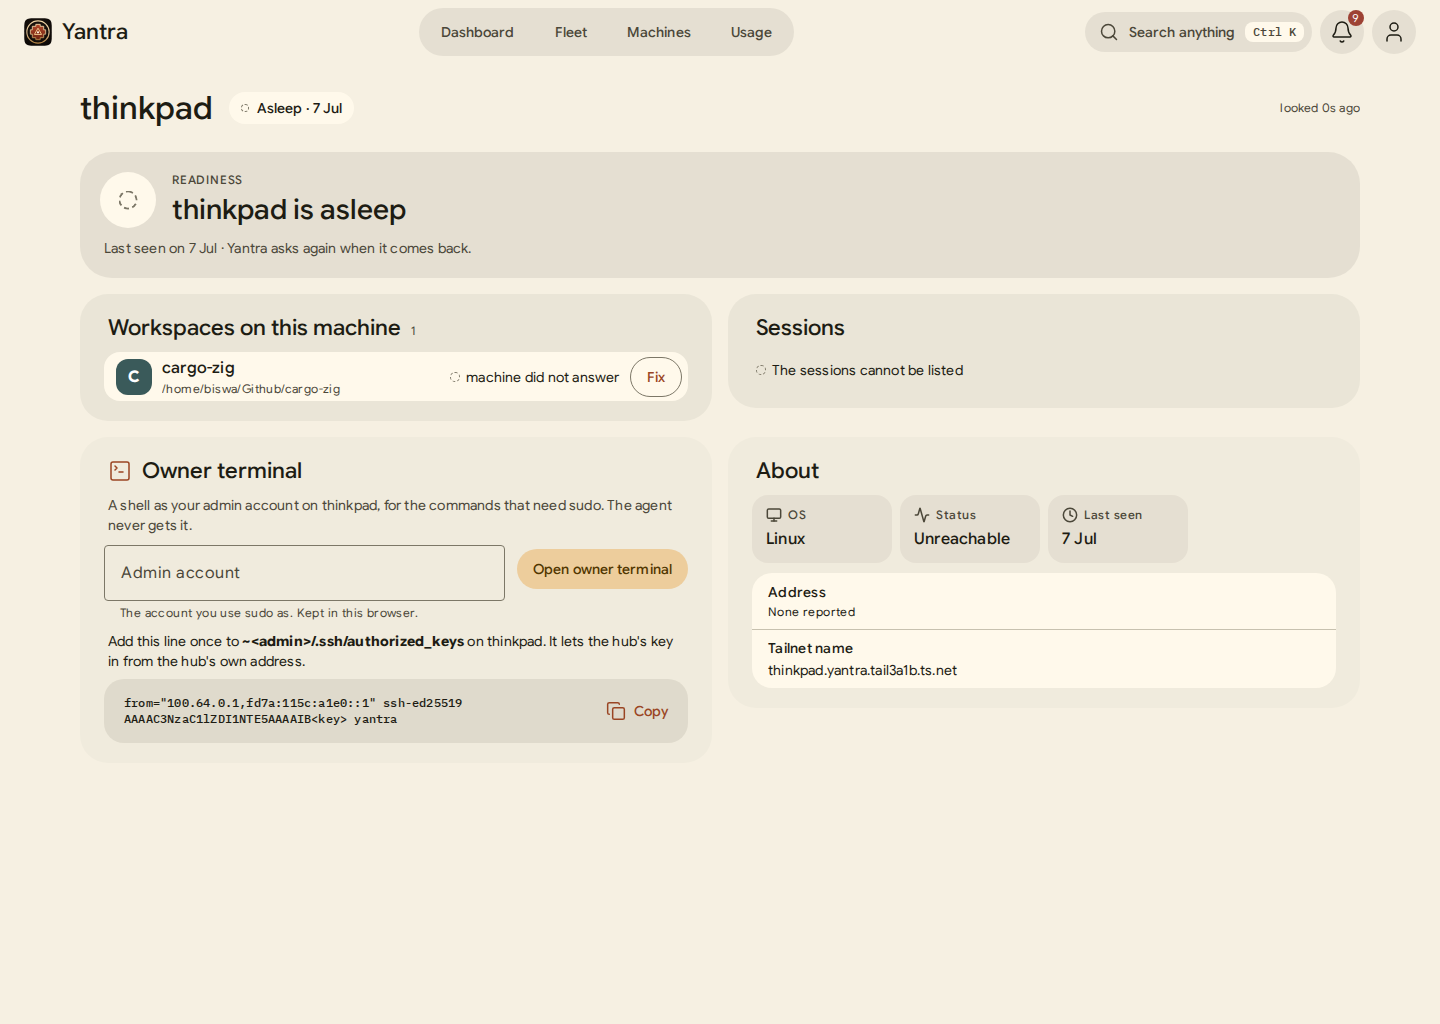 Yantra
Dashboard Fleet Machines Usage
Search anything Ctrl K
9
thinkpad
Asleep · 7 Jul
looked 0s ago
READINESS
thinkpad is asleep
Last seen on 7 Jul · Yantra asks again when it comes back.
Workspaces on this machine 1
C
cargo-zig
/home/biswa/Github/cargo-zig
machine did not answer
Fix
Sessions
The sessions cannot be listed
Owner terminal
A shell as your admin account on thinkpad, for the commands that need sudo. The agent
never gets it.
Admin account
Open owner terminal
The account you use sudo as. Kept in this browser.
Add this line once to ~<admin>/.ssh/authorized_keys on thinkpad. It lets the hub's key
in from the hub's own address.
from="100.64.0.1,fd7a:115c:a1e0::1" ssh-ed25519
AAAAC3NzaC1lZDI1NTE5AAAAIB<key> yantra
Copy
About
OS
Linux
Status
Unreachable
Last seen
7 Jul
Address
None reported
Tailnet name
thinkpad.yantra.tail3a1b.ts.net